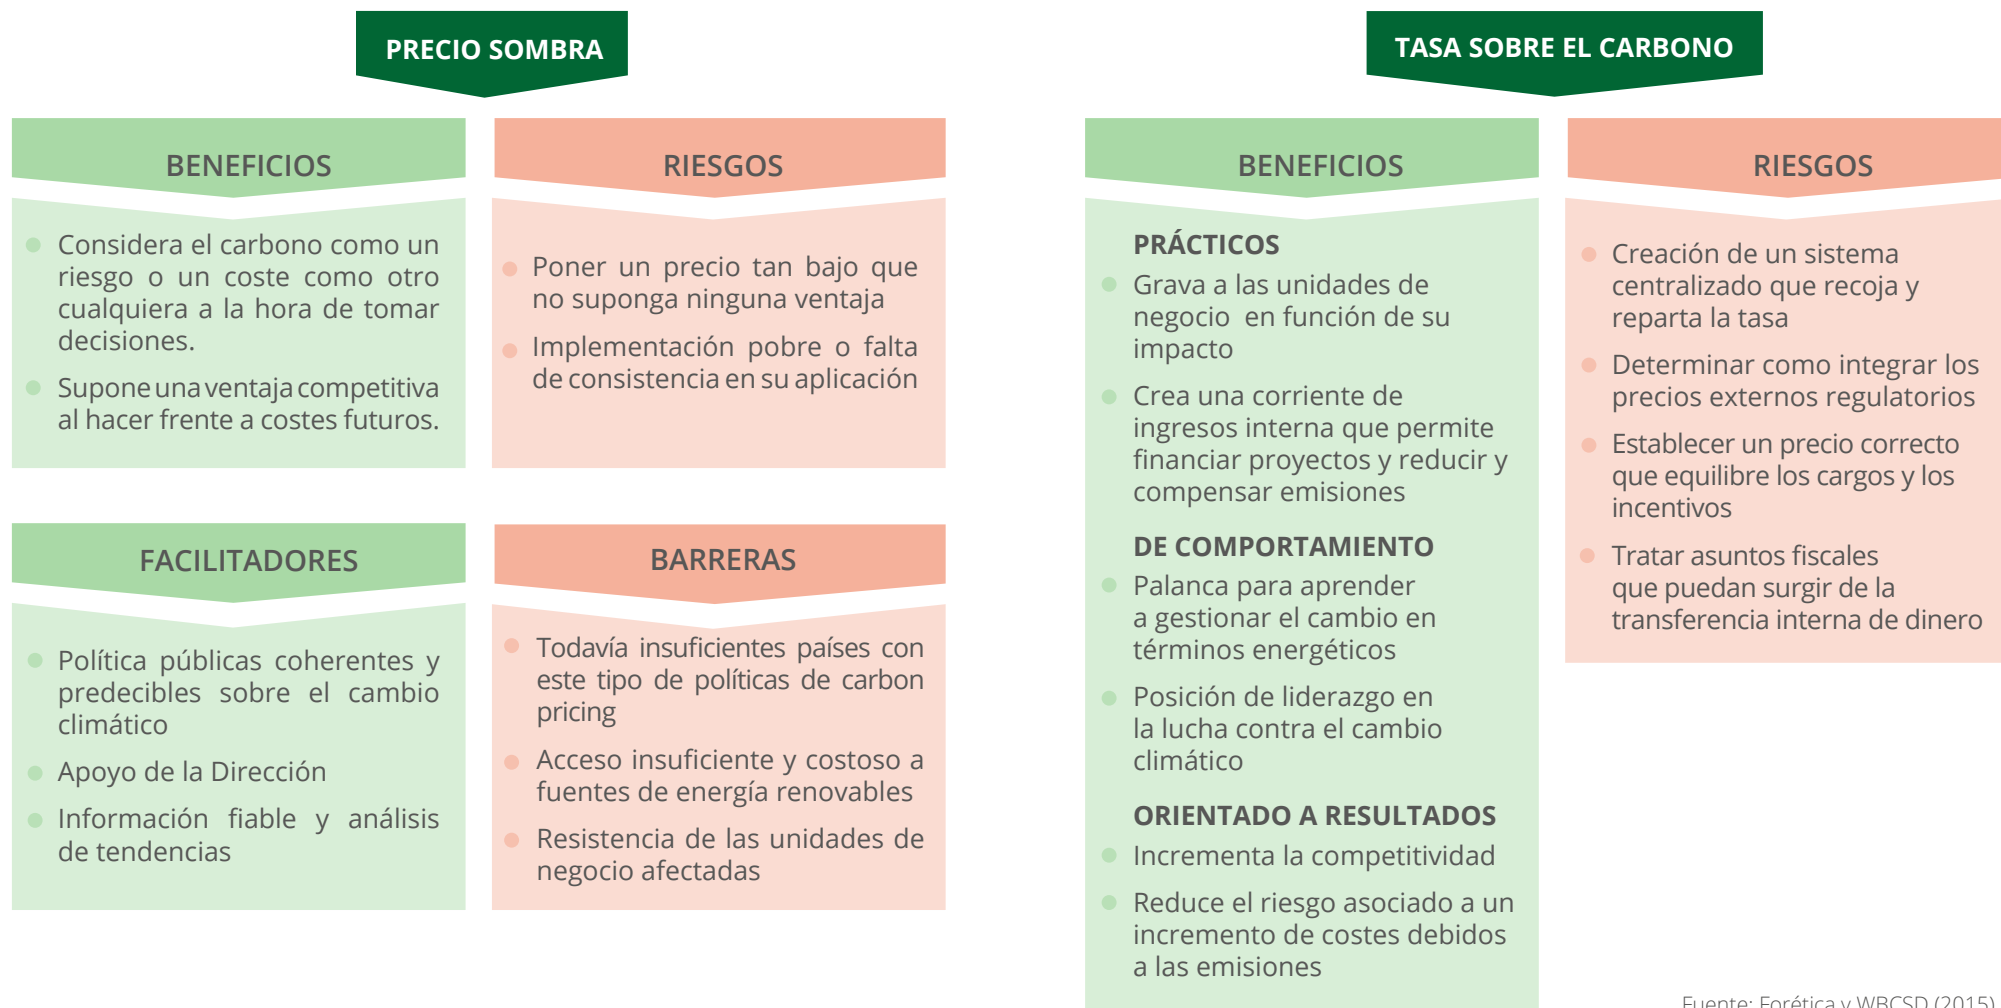 PRECIO SOMBRA
BENEFICIOS
Considera el carbono como un
riesgo o un coste como otro
cualquiera a la hora de tomar
decisiones.
Supone una ventaja competitiva
al hacer frente a costes futuros.
RIESGOS
Poner un precio tan bajo que
no suponga ninguna ventaja
Implementación pobre o falta
de consistencia en su aplicación
FACILITADORES
Política públicas coherentes y
predecibles sobre el cambio
climático
Apoyo de la Dirección
Información fiable y análisis
de tendencias
BARRERAS
Todavía insuficientes países con
este tipo de políticas de carbon
pricing
Acceso insuficiente y costoso a
fuentes de energía renovables
Resistencia de las unidades de
negocio afectadas
TASA SOBRE EL CARBONO
BENEFICIOS
PRÁCTICOS
Grava a las unidades de
negocio en función de su
impacto
Crea una corriente de
ingresos interna que permite
financiar proyectos y reducir y
compensar emisiones
DE COMPORTAMIENTO
Palanca para aprender
a gestionar el cambio en
términos energéticos
Posición de liderazgo en
la lucha contra el cambio
climático
ORIENTADO A RESULTADOS
Incrementa la competitividad
Reduce el riesgo asociado a un
incremento de costes debidos
a las emisiones
RIESGOS
Creación de un sistema
centralizado que recoja y
reparta la tasa
Determinar como integrar los
precios externos regulatorios
Establecer un precio correcto
que equilibre los cargos y los
incentivos
Tratar asuntos fiscales
que puedan surgir de la
transferencia interna de dinero
Fuente: Forética y WBCSD (2015)